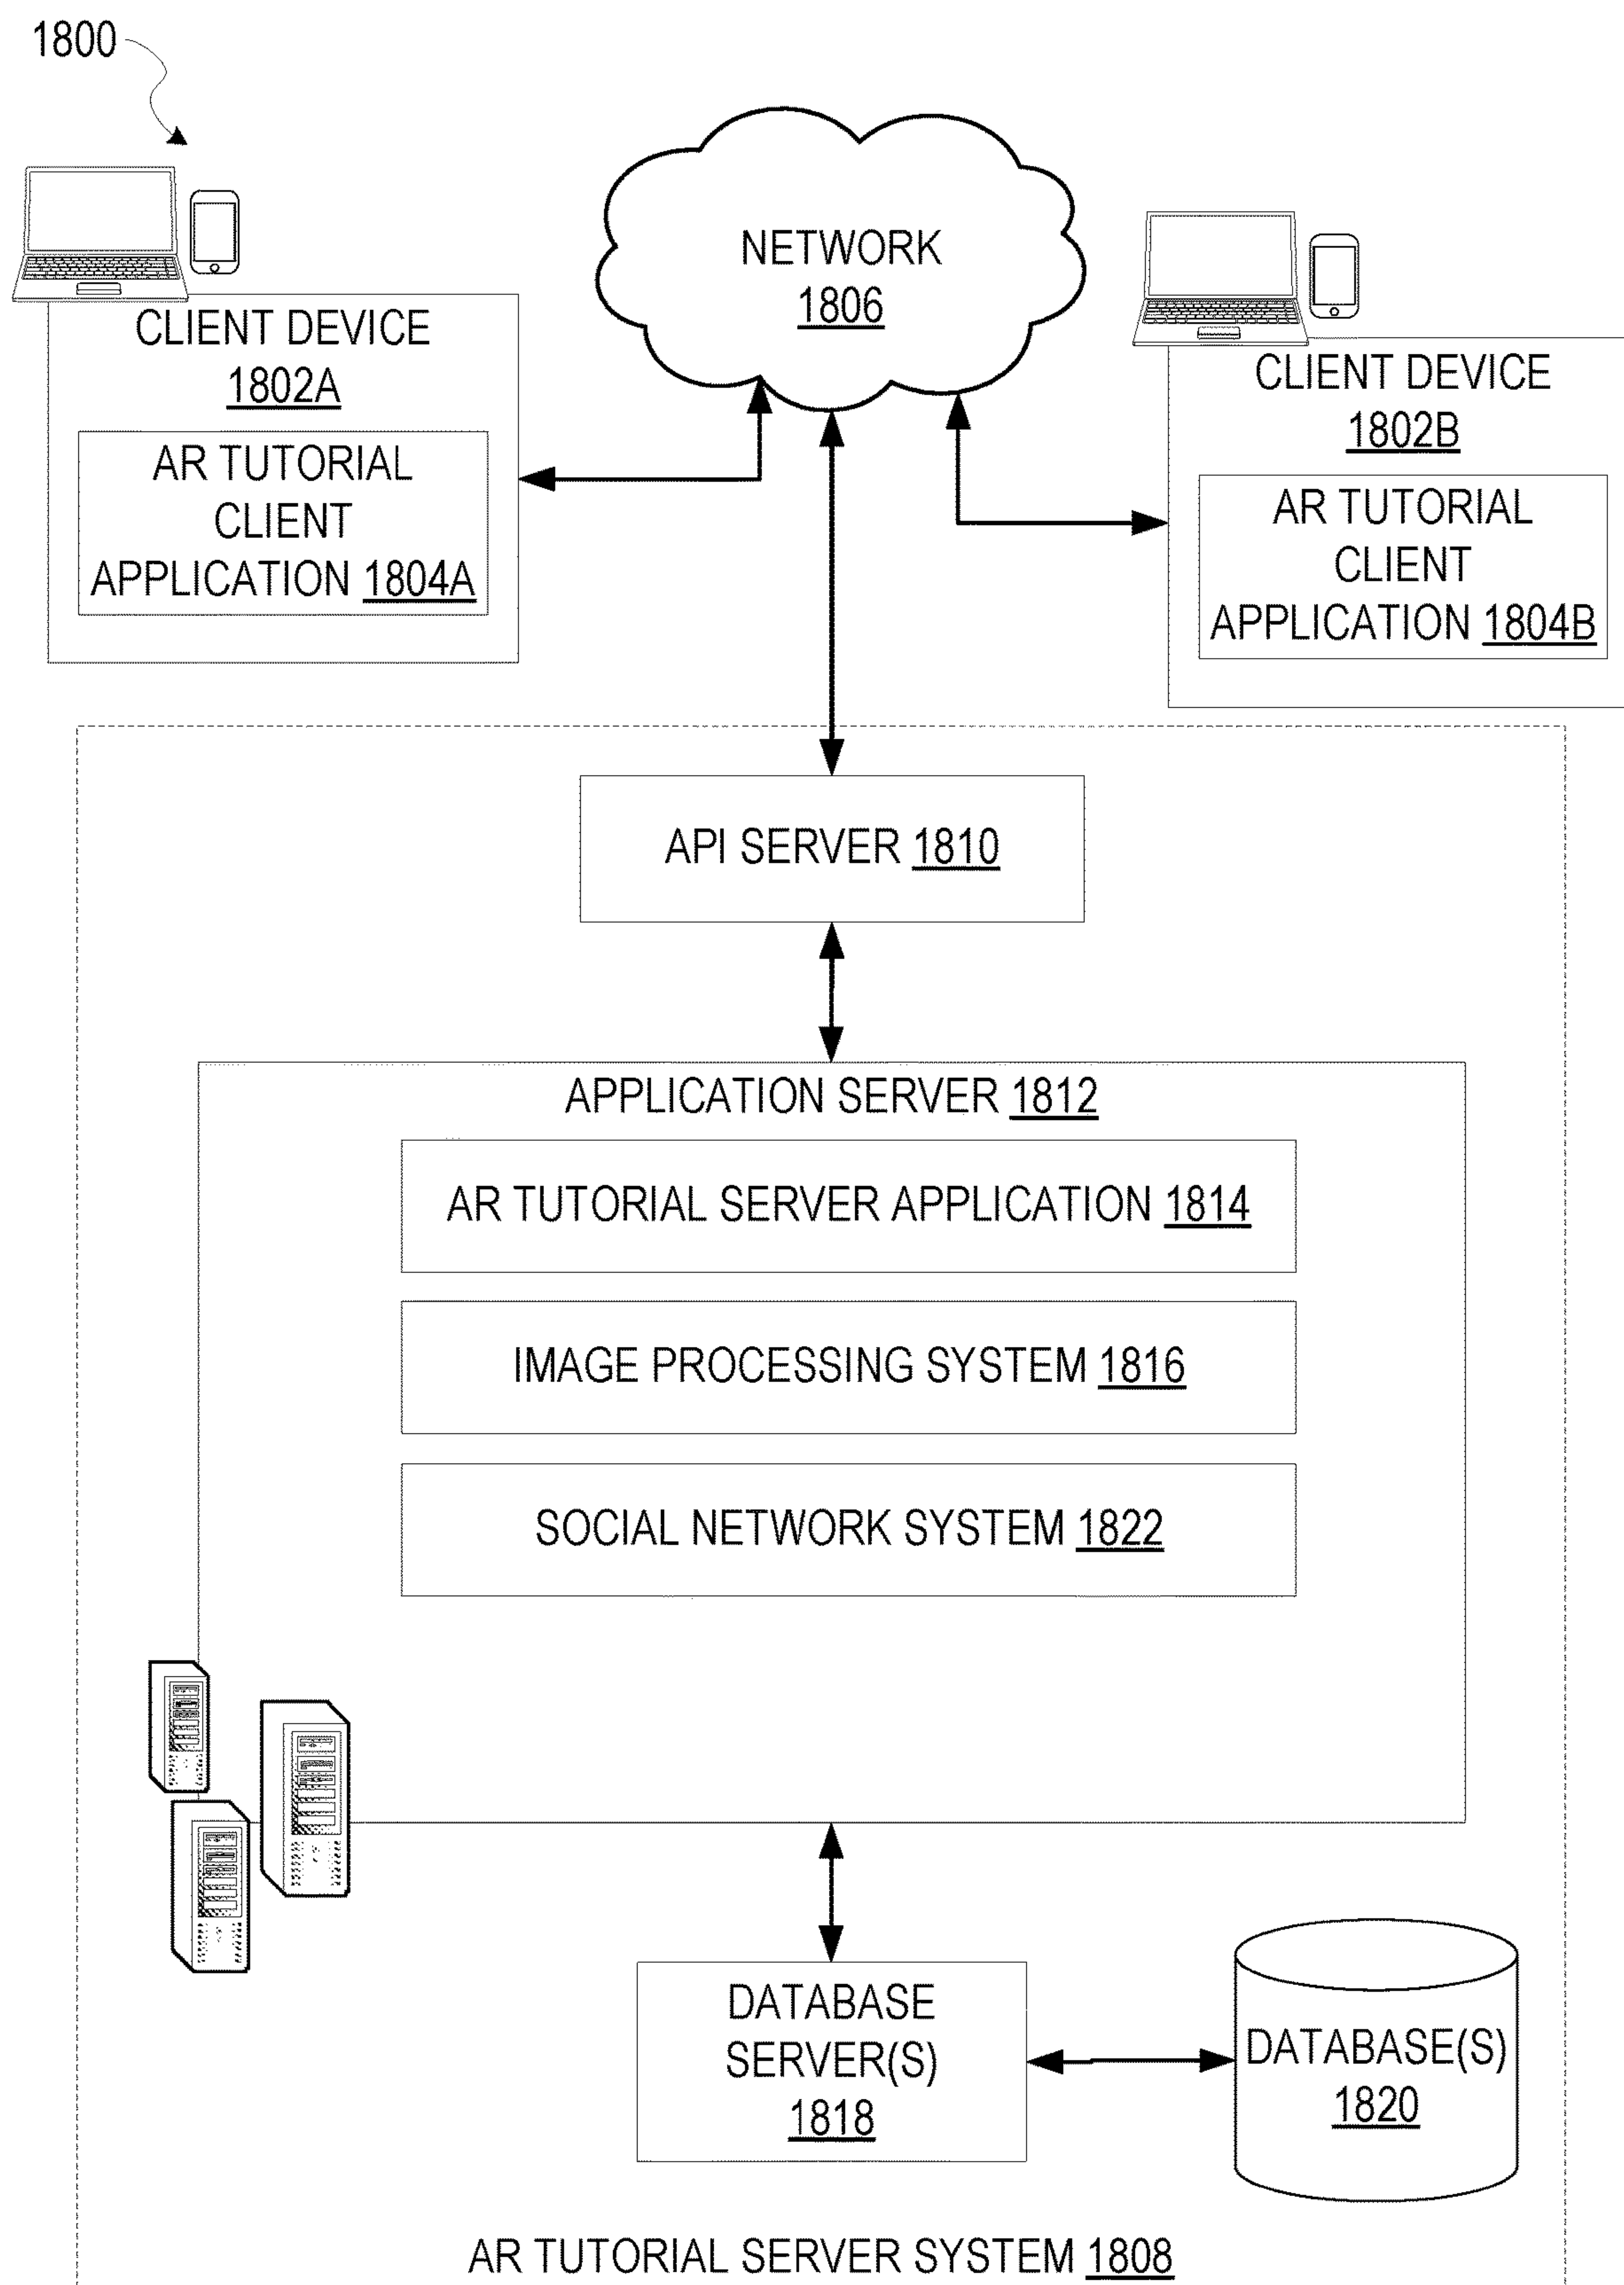 1800
NETWORK
1806
CLIENT DEVICE
1802A
AR TUTORIAL
CLIENT
APPLICATION 1804A
CLIENT DEVICE
1802B
AR TUTORIAL
CLIENT
APPLICATION 1804B
API SERVER 1810
APPLICATION SERVER 1812
AR TUTORIAL SERVER APPLICATION 1814
IMAGE PROCESSING SYSTEM 1816
SOCIAL NETWORK SYSTEM 1822
DATABASE
SERVER(S)
1818
DATABASE(S)
1820
AR TUTORIAL SERVER SYSTEM 1808